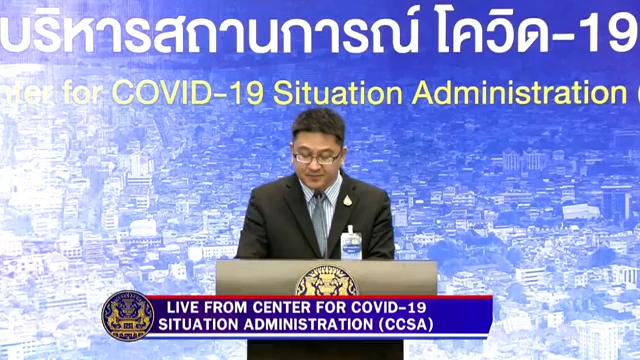 บริหารสถานการณ์ โควิด-19
nter for COVID-19 Situation Administration (
LIVE FROM CENTER FOR COVID-19
SITUATION ADMINISTRATION (CCSA)